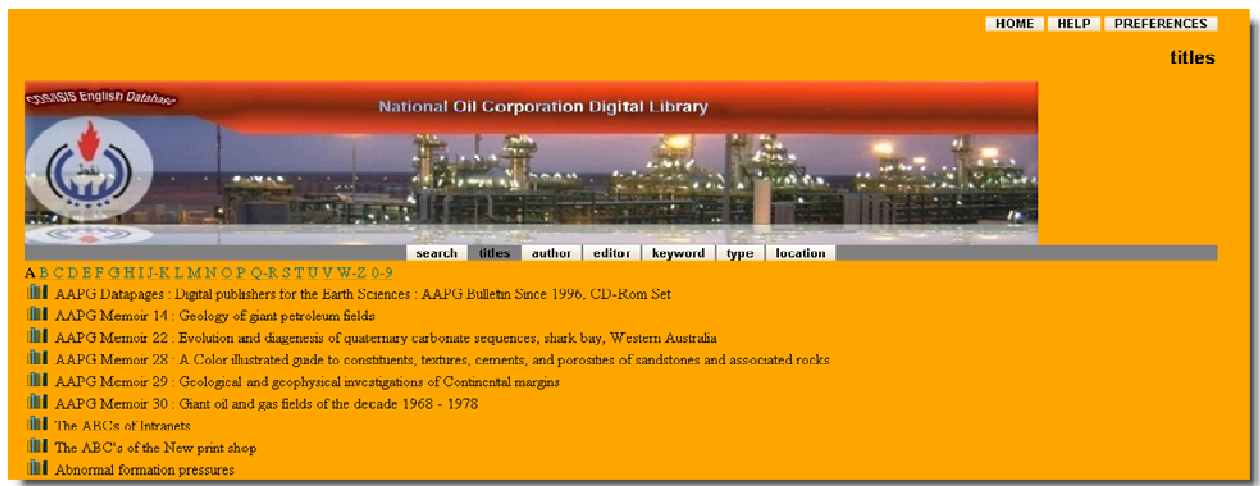 HOME HELP PREFERENCES
titles
CDS/ISIS English Database
National Oil Corporation Digital Library
search titles author editor keyword type location
A B C D E F G H I J-K L M N O P Q-R S T U V W-Z 0-9
AAPG Datapages : Digital publishers for the Earth Sciences : AAPG Bulletin Since 1996, CD-Rom Set
AAPG Memoir 14 : Geology of giant petroleum fields
AAPG Memoir 22 : Evolution and diagenesis of quaternary carbonate sequences, shark bay, Western Australia
AAPG Memoir 28 : A Color illustrated guide to constituents, textures, cements, and porosities of sandstones and associated rocks
AAPG Memoir 29 : Geological and geophysical investigations of Continental margins
AAPG Memoir 30 : Giant oil and gas fields of the decade 1968 - 1978
The ABCs of Intranets
The ABC's of the New print shop
Abnormal formation pressures